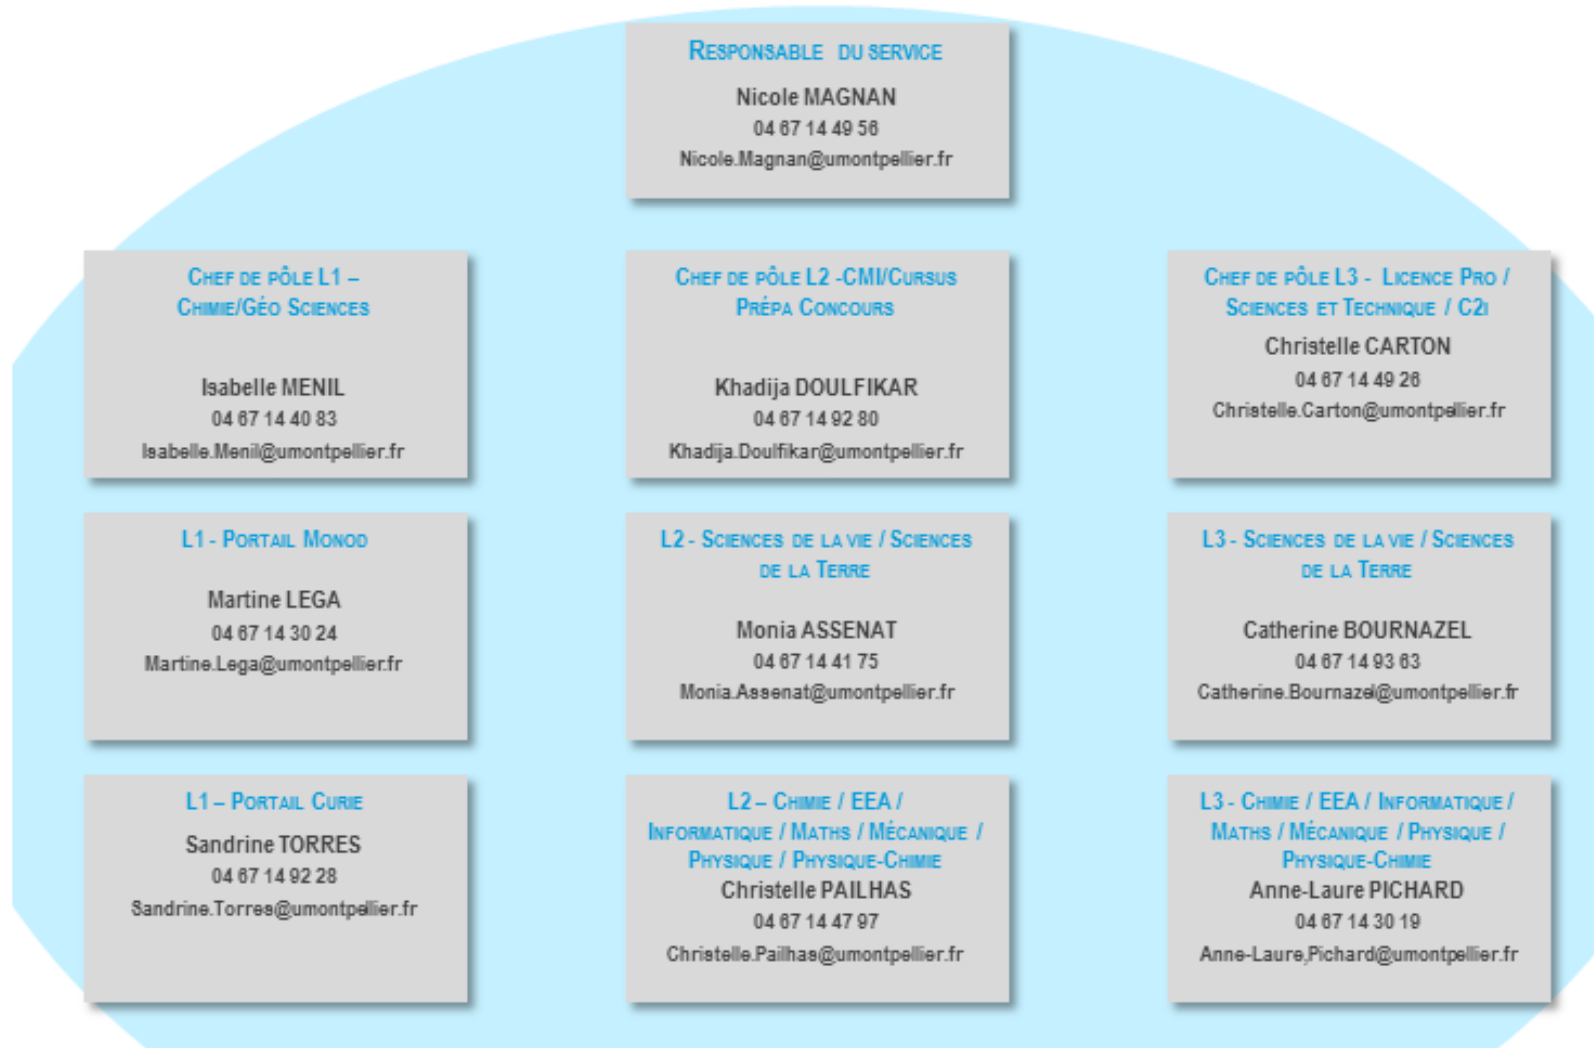 RESPONSABLE DU SERVICE
Nicole MAGNAN
04 67 14 49 56
Nicole.Magnan@umontpellier.fr
CHEF DE PÔLE L1 –
CHIMIE/GÉO SCIENCES
Isabelle MENIL
04 67 14 40 83
Isabelle.Menil@umontpellier.fr
CHEF DE PÔLE L2 -CMI/CURSUS
PRÉPA CONCOURS
Khadija DOULFIKAR
04 67 14 92 80
Khadija.Doulfikar@umontpellier.fr
CHEF DE PÔLE L3 - LICENCE PRO /
SCIENCES ET TECHNIQUE / C2I
Christelle CARTON
04 67 14 49 26
Christelle.Carton@umontpellier.fr
L1 - PORTAIL MONOD
Martine LEGA
04 67 14 30 24
Martine.Lega@umontpellier.fr
L2 - SCIENCES DE LA VIE / SCIENCES
DE LA TERRE
Monia ASSENAT
04 67 14 41 75
Monia.Assenat@umontpellier.fr
L3 - SCIENCES DE LA VIE / SCIENCES
DE LA TERRE
Catherine BOURNAZEL
04 67 14 93 63
Catherine.Bournazel@umontpellier.fr
L1 – PORTAIL CURIE
Sandrine TORRES
04 67 14 92 28
Sandrine.Torres@umontpellier.fr
L2 – CHIMIE / EEA /
INFORMATIQUE / MATHS / MÉCANIQUE /
PHYSIQUE / PHYSIQUE-CHIMIE
Christelle PAILHAS
04 67 14 47 97
Christelle.Pailhas@umontpellier.fr
L3 - CHIMIE / EEA / INFORMATIQUE /
MATHS / MÉCANIQUE / PHYSIQUE /
PHYSIQUE-CHIMIE
Anne-Laure PICHARD
04 67 14 30 19
Anne-Laure,Pichard@umontpellier.fr